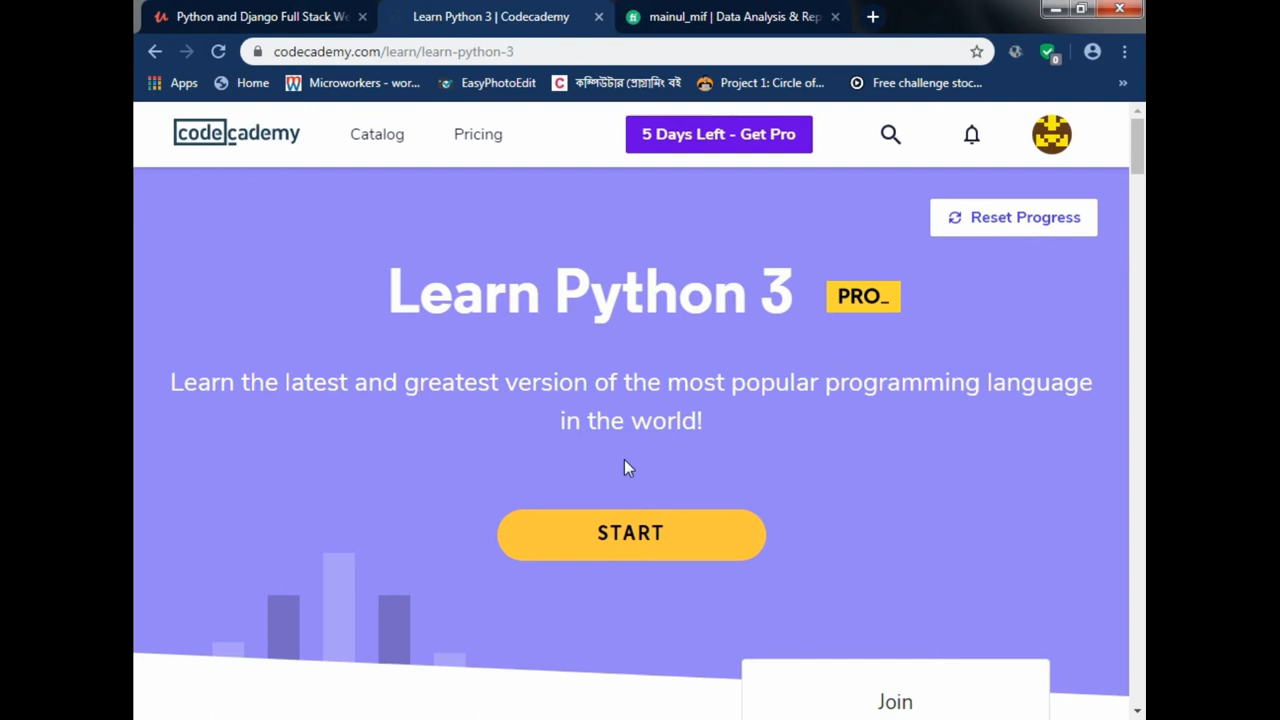 Python and Django Full Stack We
Learn Python 3 | Codecademy
mainul_mif | Data Analysis & Rep
codecademy.com/learn/learn-python-3
Apps
Home
Microworkers - wor...
EasyPhotoEdit
কম্পিউটার প্রোগ্রামিং বই
Project 1: Circle of...
Free challenge stoc...
»
0
codecademy
Catalog
Pricing
5 Days Left - Get Pro
Reset Progress
Learn Python 3
PRO_
Learn the latest and greatest version of the most popular programming language
in the world!
START
Join